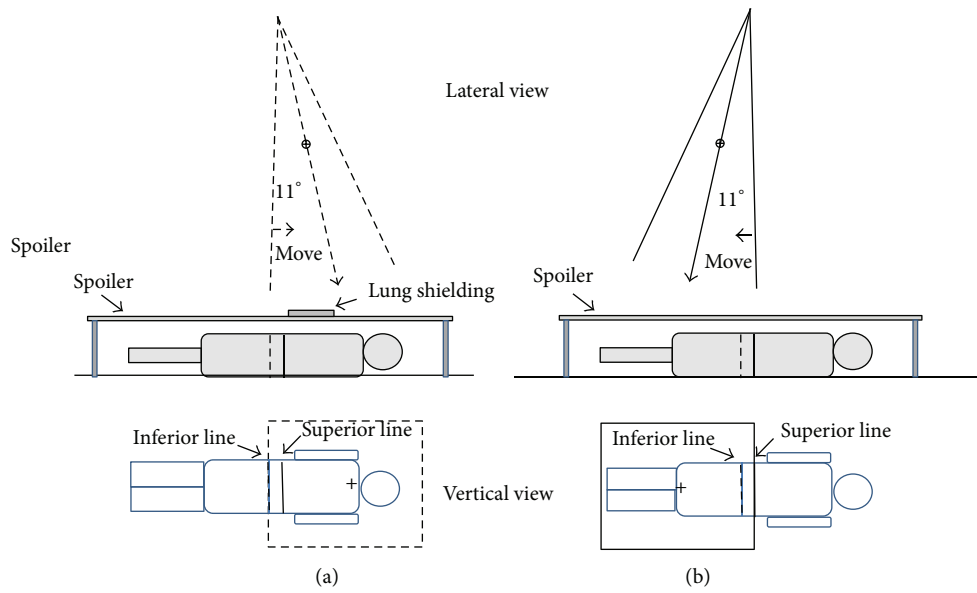 Lateral view
11°
Move
Spoiler
Spoiler
Lung shielding
11°
Move
Spoiler
Inferior line
Superior line
Vertical view
Inferior line
Superior line
(a)
(b)